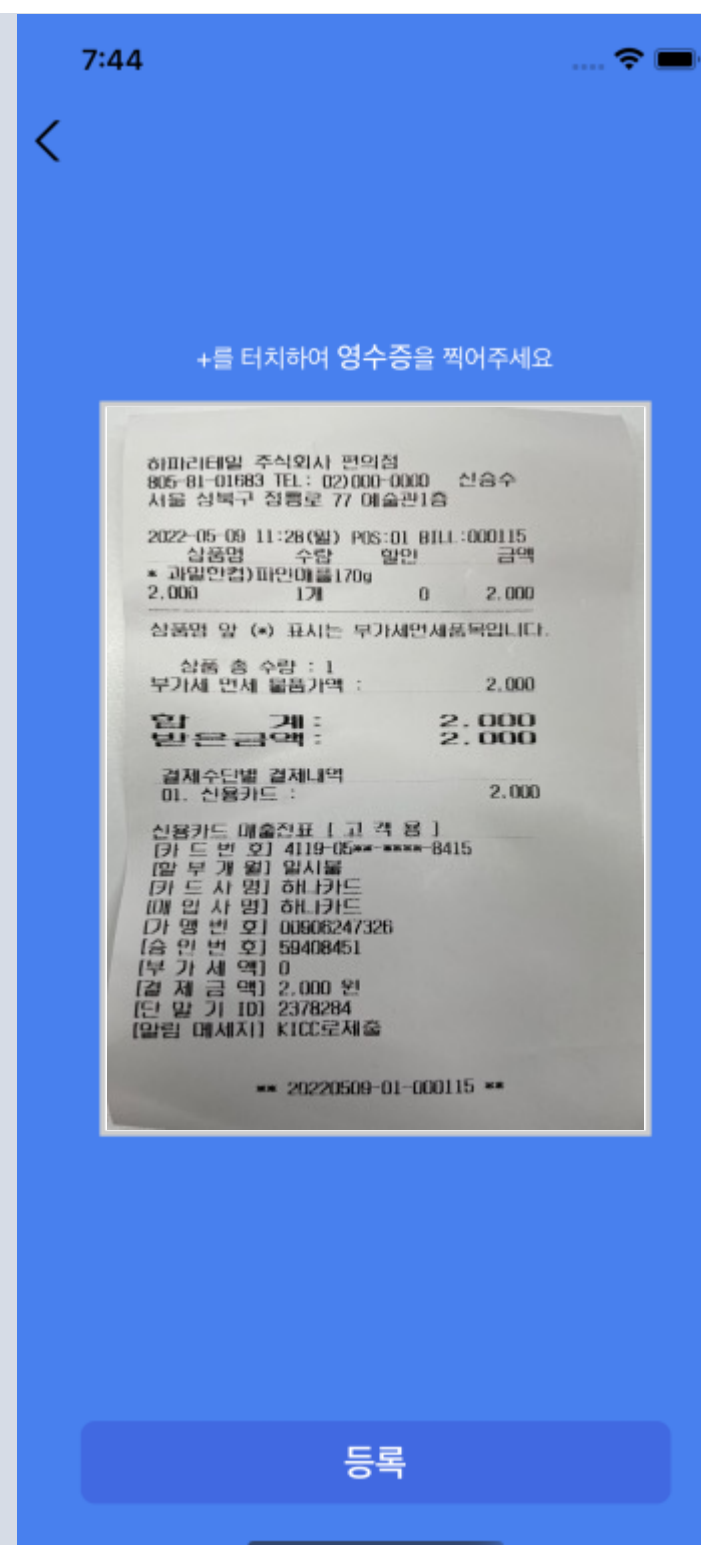 7:44
+를 터치하여 영수증을 찍어주세요
하파리테일 주식회사 편의점
805-81-01683 TEL: 02)000-0000 신승수
서울 성북구 정릉로 77 예술관1층
2022-05-09 11:28(월) POS:01 BILL:000115
상품명 수량 할인 금액
* 과일한컵)파인애플170g
2,000 1개 0 2,000
상품명 앞 (*) 표시는 부가세면세품목입니다.
상품 총 수량 : 1
부가세 면세 물품가액 : 2,000
합 계: 2,000
받은금액: 2,000
결제수단별 결제내역
01. 신용카드 : 2,000
신용카드 매출전표 [ 고 객 용 ]
[카 드 번 호] 4119-05**-****-8415
[할 부 개 월] 일시불
[카 드 사 명] 하나카드
[매 입 사 명] 하나카드
[가 맹 번 호] 00906247326
[승 인 번 호] 59408451
[부 가 세 액] 0
[결 제 금 액] 2,000 원
[단 말 기 ID] 2378284
[알림 메세지] KICC로제출
** 20220509-01-000115 **
등록